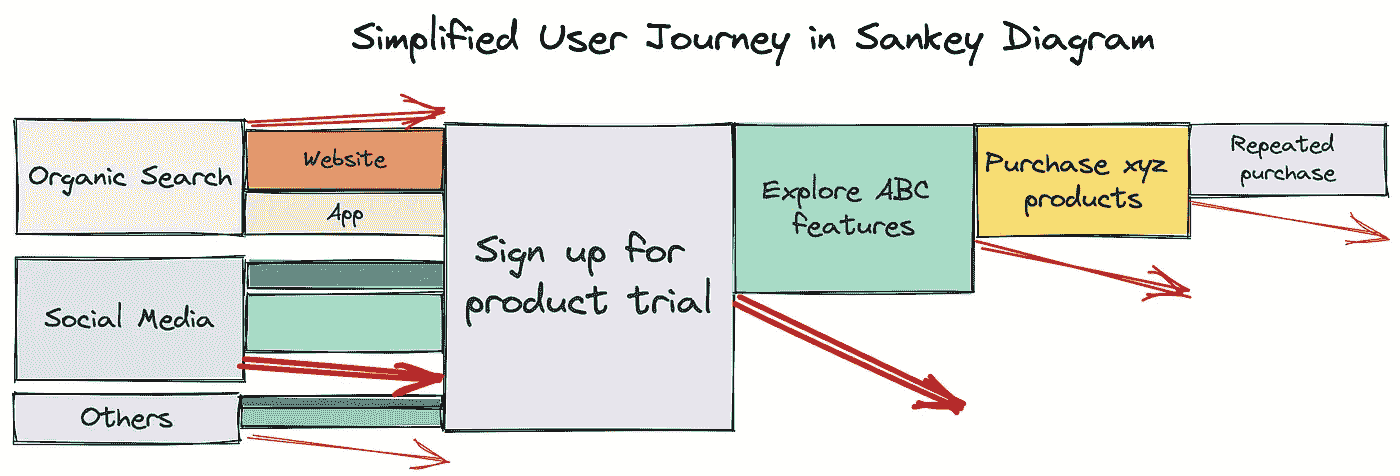 Simplified User Journey in Sankey Diagram
Organic Search
Website
App
Social Media
Others
Sign up for
product trial
Explore ABC
features
Purchase xyz
products
Repeated
purchase